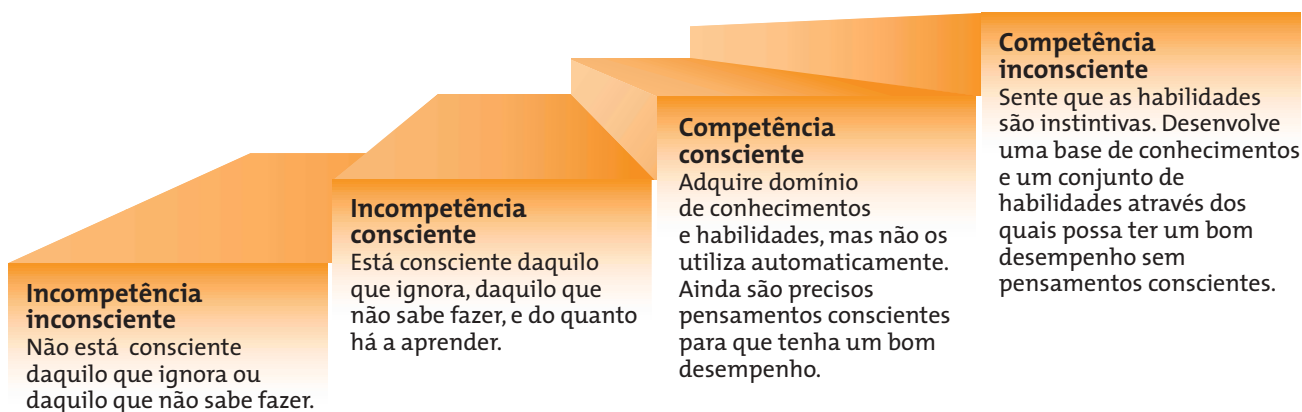 Incompetência
inconsciente
Não está consciente
daquilo que ignora ou
daquilo que não sabe fazer.
Incompetência
consciente
Está consciente daquilo
que ignora, daquilo que
não sabe fazer, e do quanto
há a aprender.
Competência
consciente
Adquire domínio
de conhecimentos
e habilidades, mas não os
utiliza automaticamente.
Ainda são precisos
pensamentos conscientes
para que tenha um bom
desempenho.
Competência
inconsciente
Sente que as habilidades
são instintivas. Desenvolve
uma base de conhecimentos
e um conjunto de
habilidades através dos
quais possa ter um bom
desempenho sem
pensamentos conscientes.